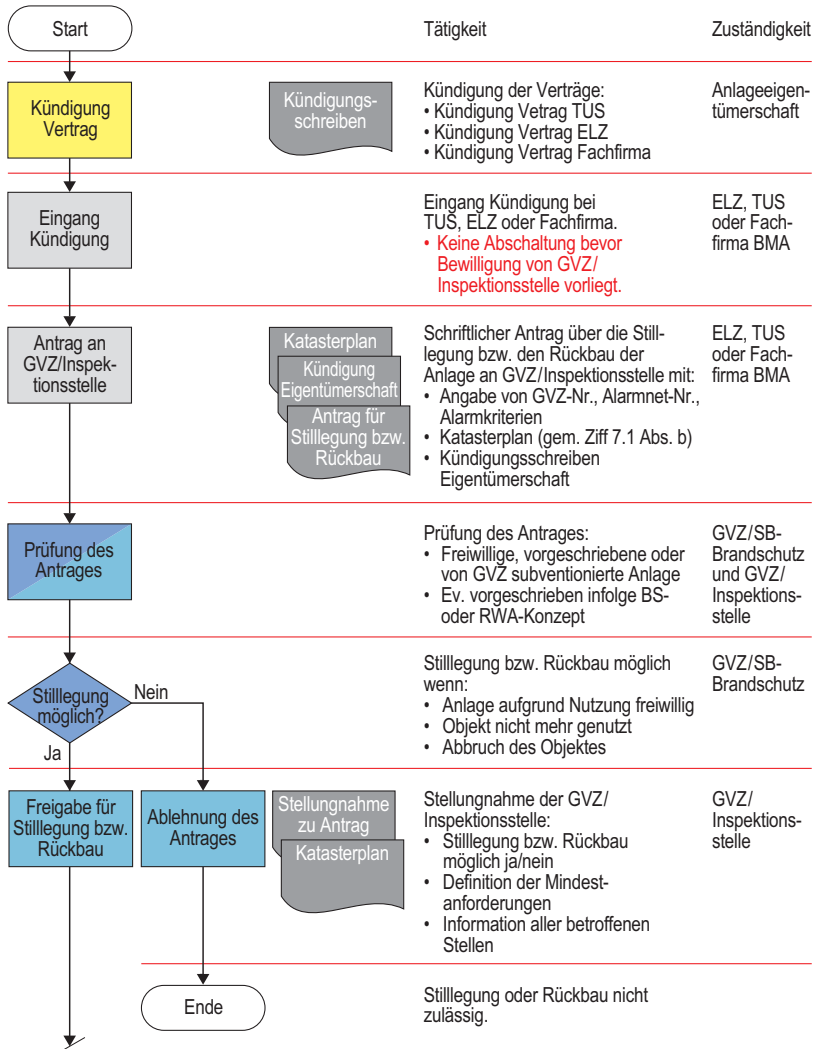 Start
Tätigkeit
Zuständigkeit
Kündigung
Vertrag
Kündigungs-
schreiben
Kündigung der Verträge:
• Kündigung Vetrag TUS
• Kündigung Vertrag ELZ
• Kündigung Vertrag Fachfirma
Anlageeigen-
tümerschaft
Eingang
Kündigung
Eingang Kündigung bei
TUS, ELZ oder Fachfirma.
• Keine Abschaltung bevor
Bewilligung von GVZ/
Inspektionsstelle vorliegt.
ELZ, TUS
oder Fach-
firma BMA
Antrag an
GVZ/Inspek-
tionsstelle
Katasterplan
Kündigung
Eigentümerschaft
Antrag für
Stilllegung bzw.
Rückbau
Schriftlicher Antrag über die Still-
legung bzw. den Rückbau der
Anlage an GVZ/Inspektionsstelle mit:
• Angabe von GVZ-Nr., Alarmnet-Nr.,
Alarmkriterien
• Katasterplan (gem. Ziff 7.1 Abs. b)
• Kündigungsschreiben
Eigentümerschaft
ELZ, TUS
oder Fach-
firma BMA
Prüfung des
Antrages
Prüfung des Antrages:
• Freiwillige, vorgeschriebene oder
von GVZ subventionierte Anlage
• Ev. vorgeschrieben infolge BS-
oder RWA-Konzept
GVZ/SB-
Brandschutz
und GVZ/
Inspektions-
stelle
Stilllegung
möglich?
Nein
Ja
Stilllegung bzw. Rückbau möglich
wenn:
• Anlage aufgrund Nutzung freiwillig
• Objekt nicht mehr genutzt
• Abbruch des Objektes
GVZ/SB-
Brandschutz
Freigabe für
Stilllegung bzw.
Rückbau
Ablehnung des
Antrages
Stellungnahme
zu Antrag
Katasterplan
Stellungnahme der GVZ/
Inspektionsstelle:
• Stilllegung bzw. Rückbau
möglich ja/nein
• Definition der Mindest-
anforderungen
• Information aller betroffenen
Stellen
GVZ/
Inspektions-
stelle
Ende
Stilllegung oder Rückbau nicht
zulässig.